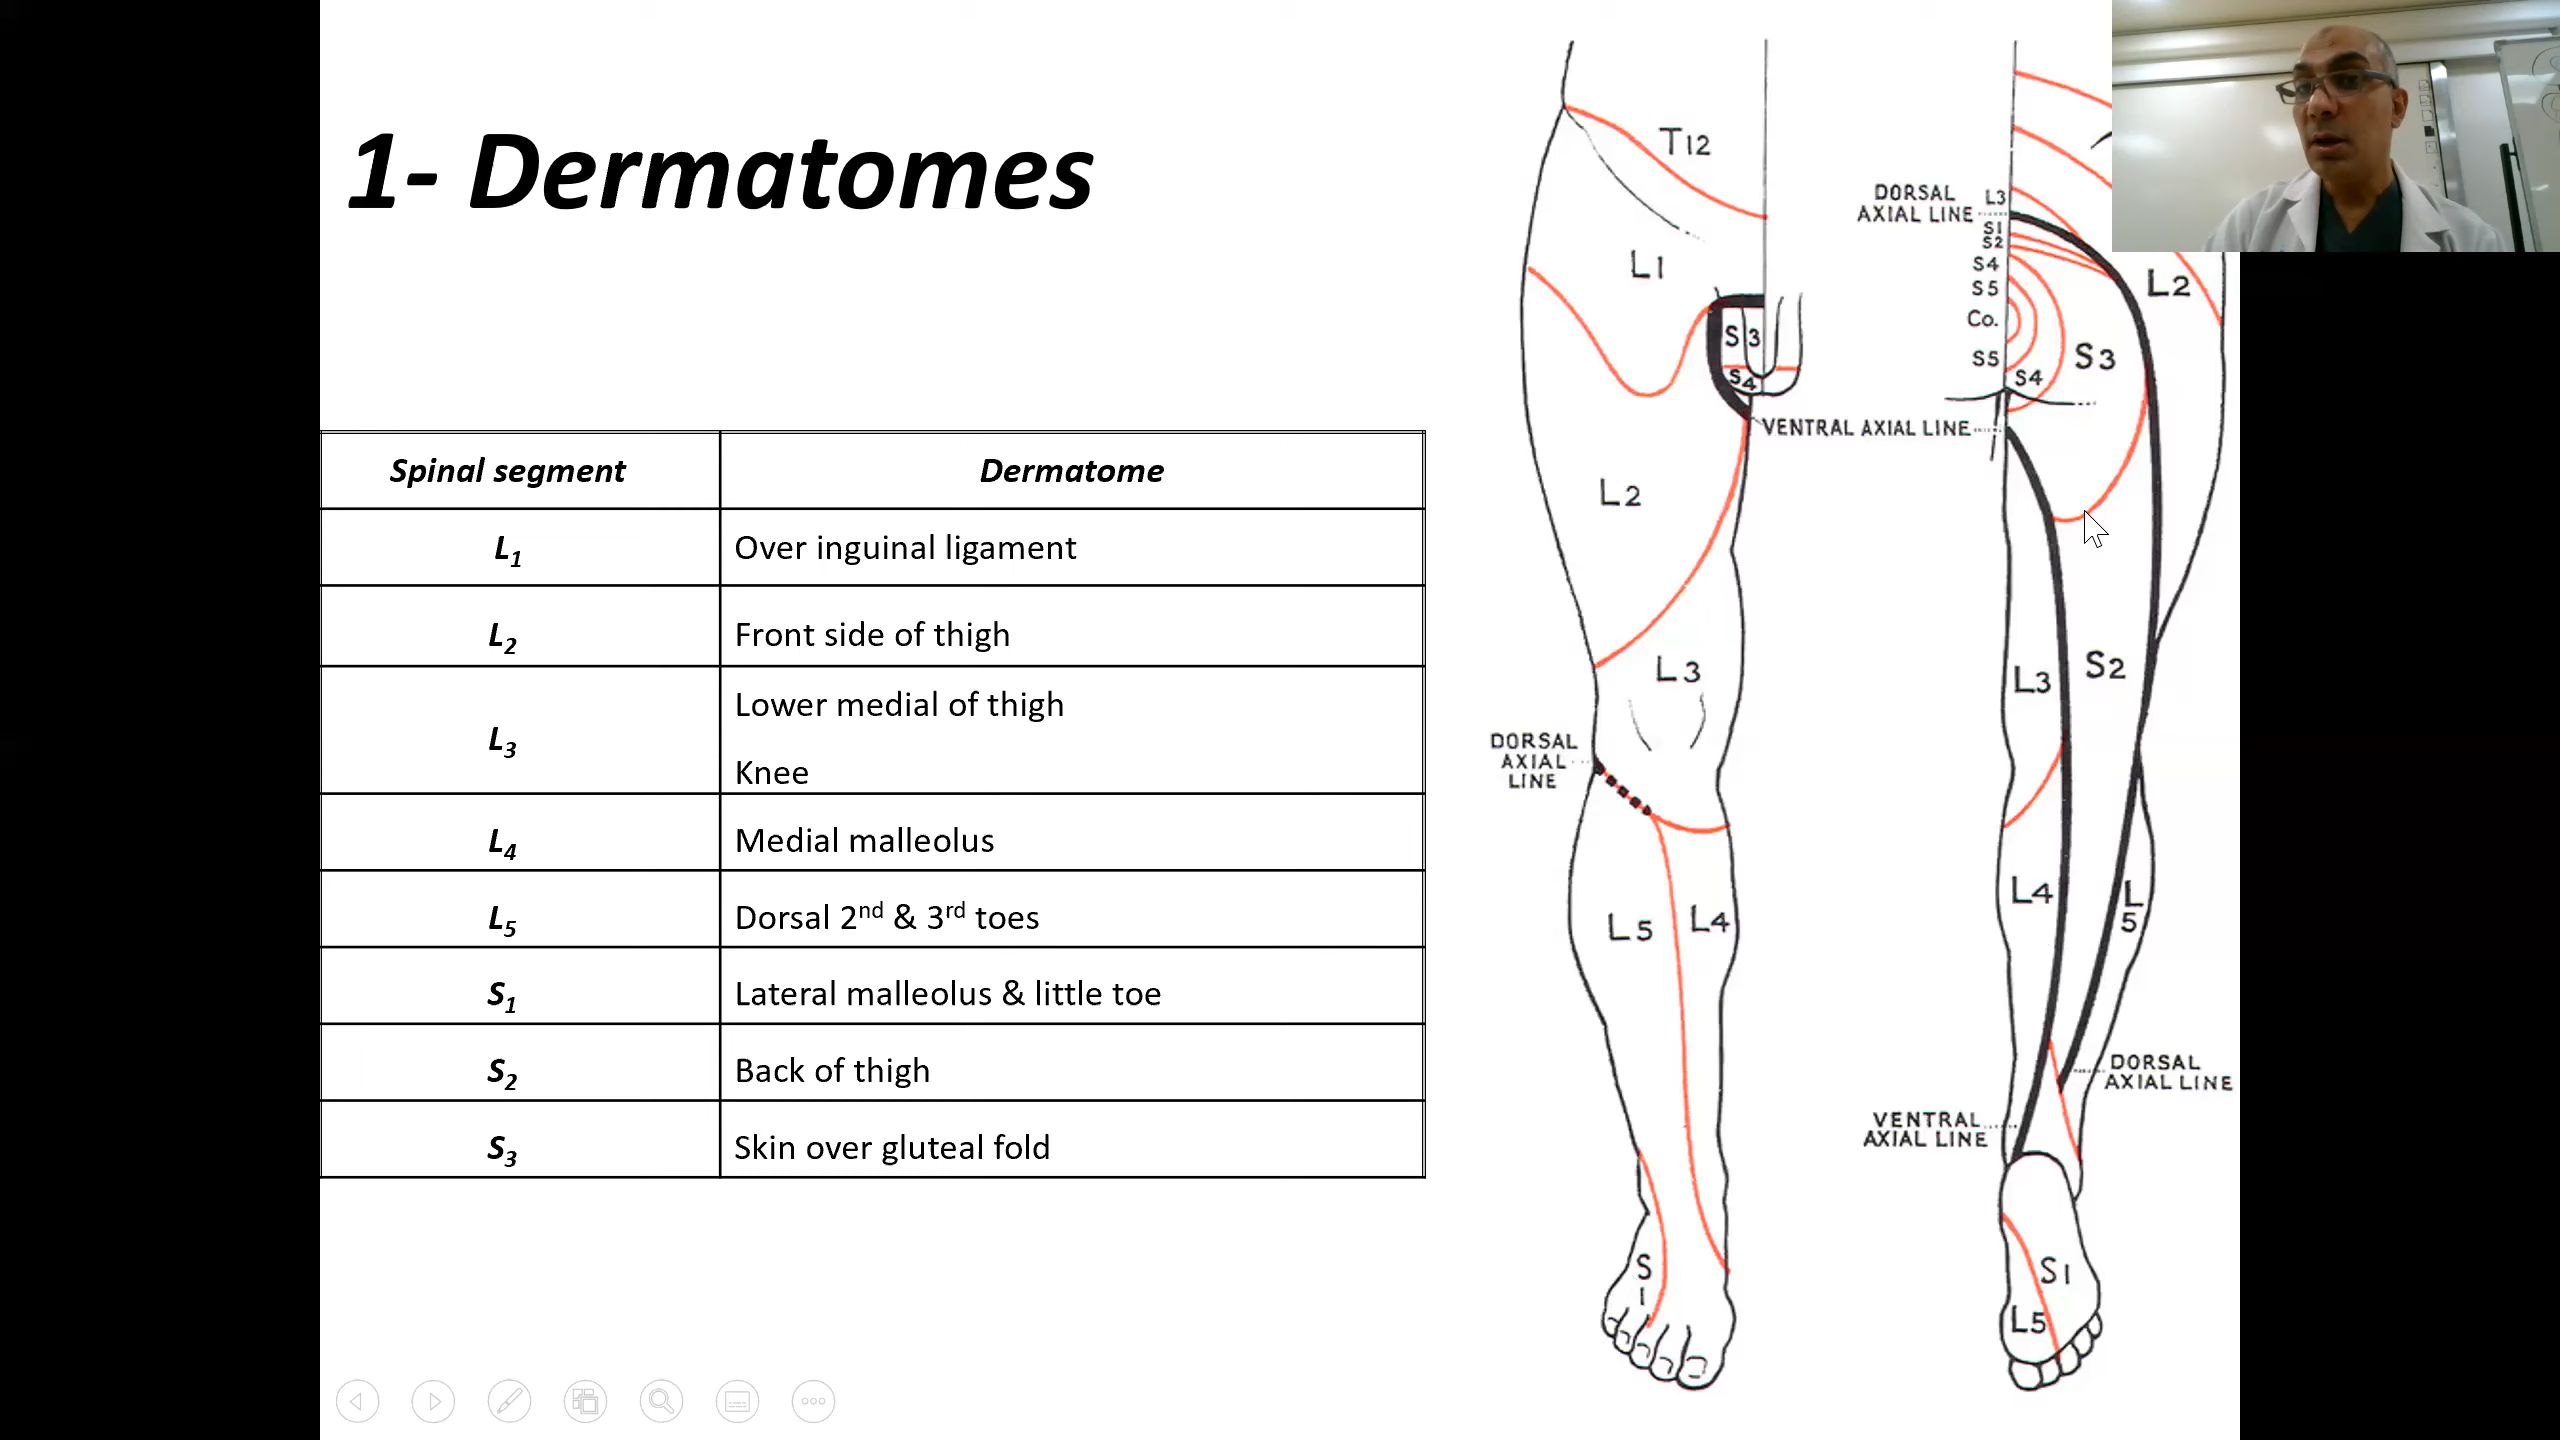 1- Dermatomes
Spinal segment Dermatome
L1 Over inguinal ligament
L2 Front side of thigh
L3 Lower medial of thigh
Knee
L4 Medial malleolus
L5 Dorsal 2nd & 3rd toes
S1 Lateral malleolus & little toe
S2 Back of thigh
S3 Skin over gluteal fold
T12
L1
S3
S4
L2
L3
DORSAL
AXIAL
LINE
L5
L4
S
1
VENTRAL AXIAL LINE
DORSAL
AXIAL LINE
L3
S1
S2
S4
S5
Co.
S5
S4
S3
L2
L3
S2
L4
L
5
DORSAL
AXIAL LINE
VENTRAL
AXIAL LINE
S1
L5